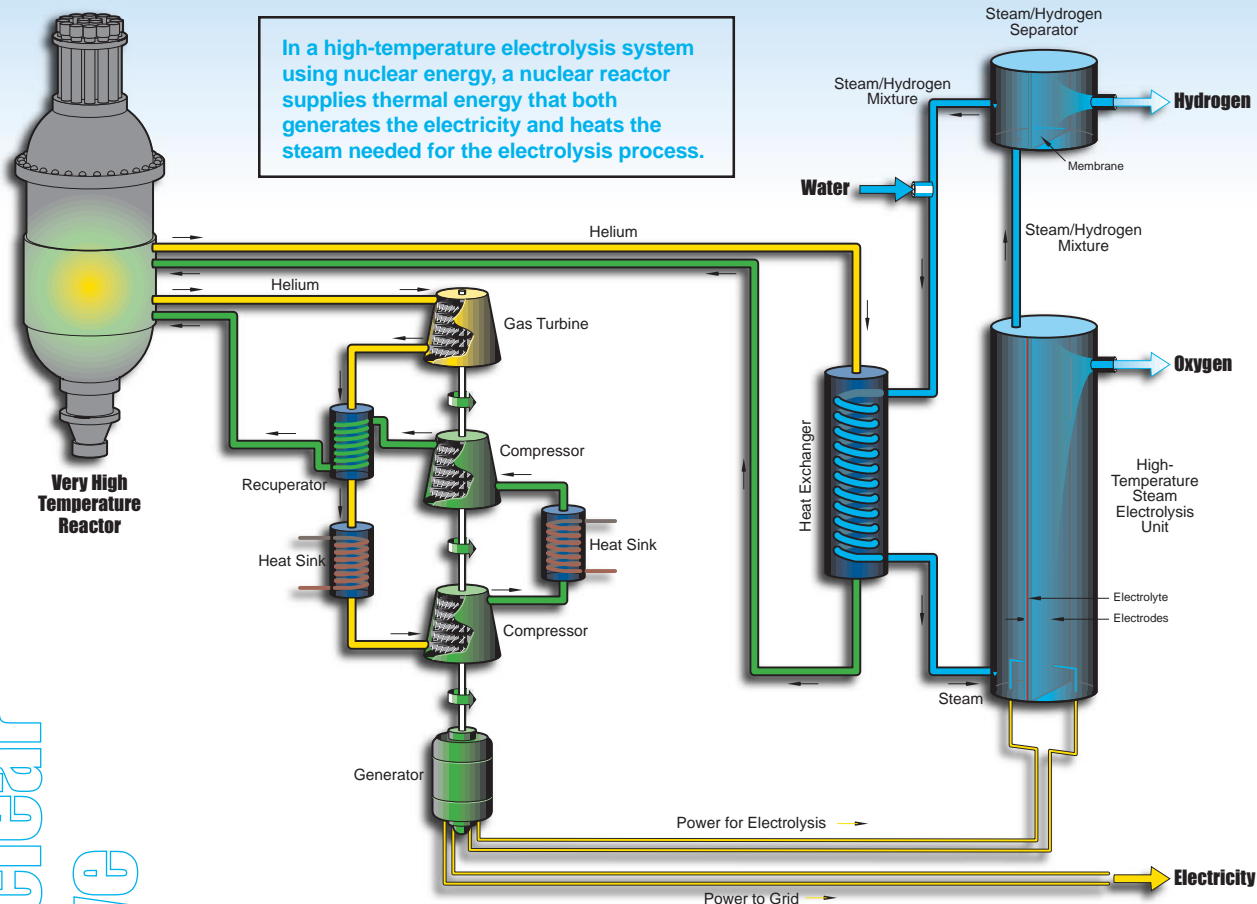 In a high-temperature electrolysis system
using nuclear energy, a nuclear reactor
supplies thermal energy that both
generates the electricity and heats the
steam needed for the electrolysis process.
Steam/Hydrogen
Separator
Steam/Hydrogen
Mixture
Hydrogen
Membrane
Water
Steam/Hydrogen
Mixture
Helium
Helium
Gas Turbine
Oxygen
Very High
Temperature
Reactor
Recuperator
Compressor
Heat Exchanger
High-
Temperature
Steam
Electrolysis
Unit
Heat Sink
Heat Sink
Compressor
Electrolyte
Electrodes
Steam
Generator
Power for Electrolysis
Electricity
Power to Grid